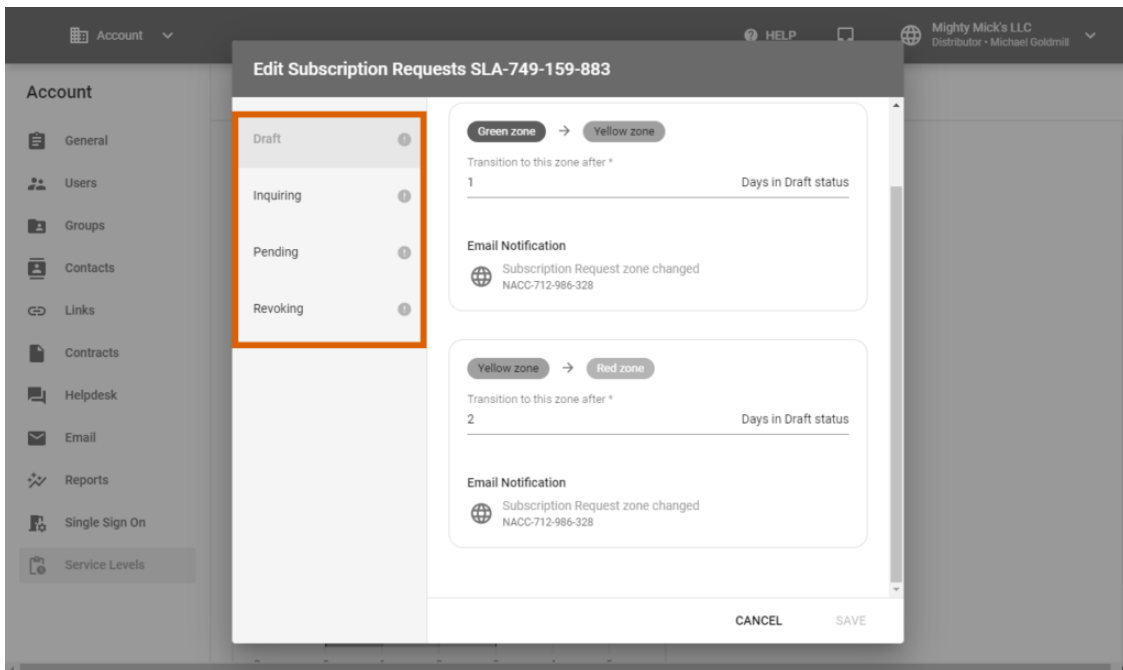 Account
HELP
Mighty Mick's LLC
Distributor • Michael Goldmill
Account
General
Users
Groups
Contacts
Links
Contracts
Helpdesk
Email
Reports
Single Sign On
Service Levels
Edit Subscription Requests SLA-749-159-883
Draft
Inquiring
Pending
Revoking
Green zone → Yellow zone
Transition to this zone after *
1 Days in Draft status
Email Notification
Subscription Request zone changed
NACC-712-986-328
Yellow zone → Red zone
Transition to this zone after *
2 Days in Draft status
Email Notification
Subscription Request zone changed
NACC-712-986-328
CANCEL SAVE